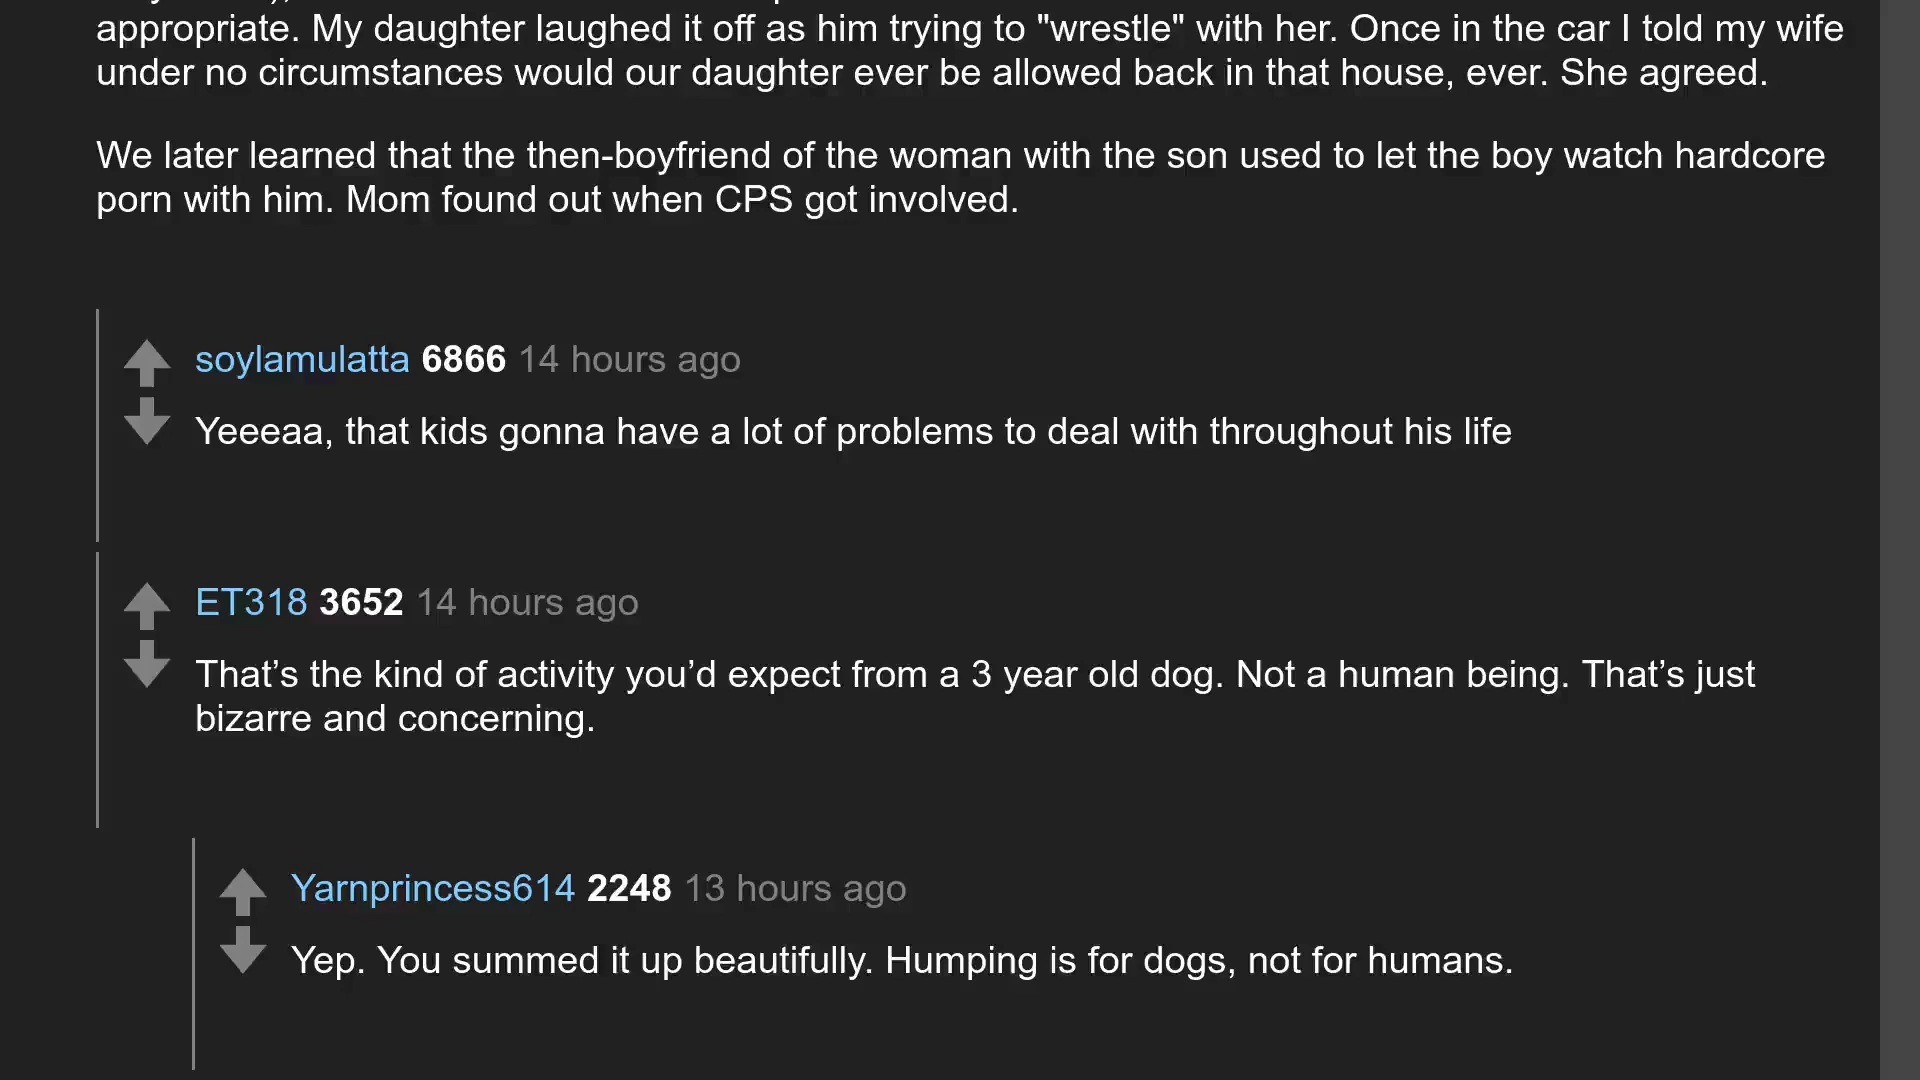 appropriate. My daughter laughed it off as him trying to "wrestle" with her. Once in the car I told my wife
under no circumstances would our daughter ever be allowed back in that house, ever. She agreed.
We later learned that the then-boyfriend of the woman with the son used to let the boy watch hardcore
porn with him. Mom found out when CPS got involved.
soylamulatta 6866 14 hours ago
Yeeeaa, that kids gonna have a lot of problems to deal with throughout his life
ET318 3652 14 hours ago
That’s the kind of activity you’d expect from a 3 year old dog. Not a human being. That’s just
bizarre and concerning.
Yarnprincess614 2248 13 hours ago
Yep. You summed it up beautifully. Humping is for dogs, not for humans.